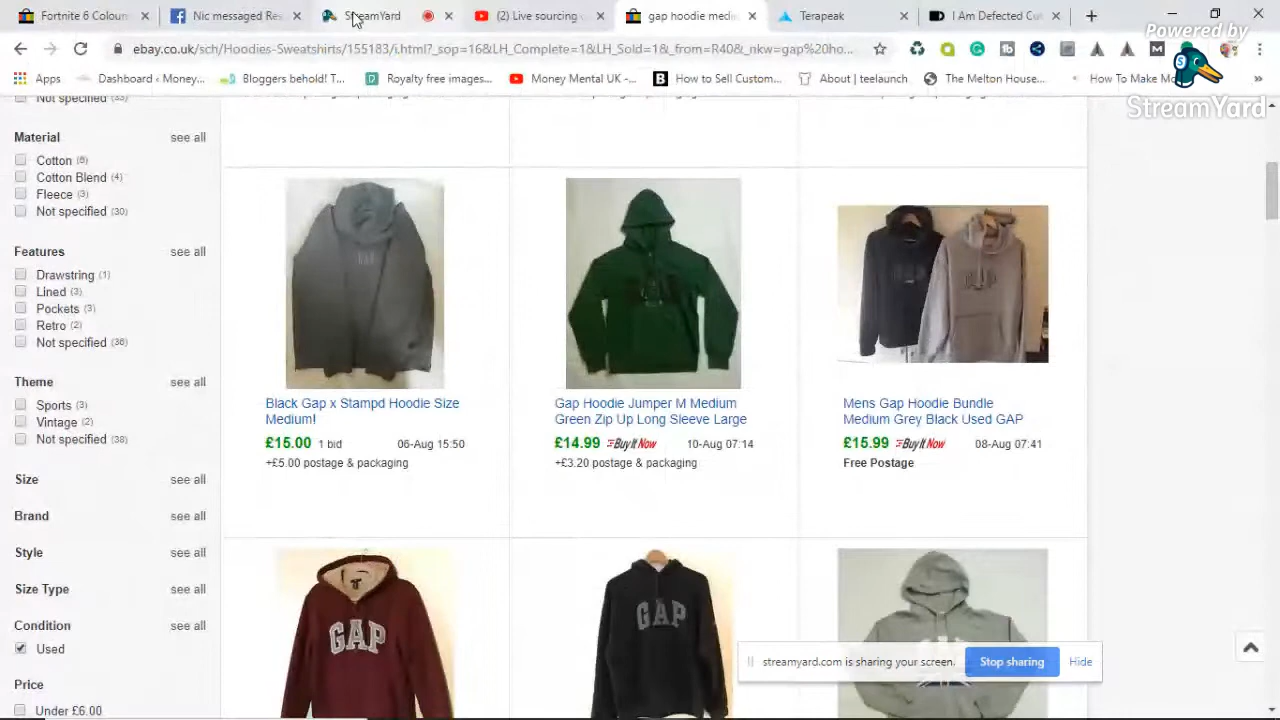 Fortnite 6 Colour
Nic messaged Re
StreamYard
(2) Live sourcing
gap hoodie medi
Terapeak
I Am Defected Cu
ebay.co.uk/sch/Hoodies-Sweatshirts/155183/i.html?_sop=16&LH_Complete=1&LH_Sold=1&_from=R40&_nkw=gap%20ho...
Powered by
StreamYard
Apps
Dashboard ‹ Money...
Bloggers behold! T...
Royalty free images...
Money Mental UK -...
How to Sell Custom...
About | teelaunch
The Melton House...
How To Make Mo
»
Not specified
Material see all
Cotton (6)
Cotton Blend (4)
Fleece (3)
Not specified (30)
Features see all
Drawstring (1)
Lined (3)
Pockets (3)
Retro (2)
Not specified (36)
Theme see all
Sports (3)
Vintage (2)
Not specified (38)
Size see all
Brand see all
Style see all
Size Type see all
Condition see all
Used
Price
Under £6.00
GAP
Black Gap x Stampd Hoodie Size
Medium!
£15.00 1 bid 06-Aug 15:50
+£5.00 postage & packaging
Gap Hoodie Jumper M Medium
Green Zip Up Long Sleeve Large
£14.99 Buy It Now 10-Aug 07:14
+£3.20 postage & packaging
GAP
GAP
Mens Gap Hoodie Bundle
Medium Grey Black Used GAP
£15.99 Buy It Now 08-Aug 07:41
Free Postage
GAP
GAP
streamyard.com is sharing your screen.
Stop sharing
Hide